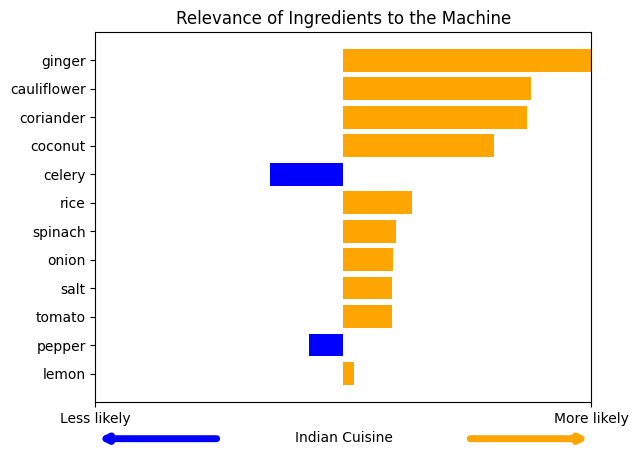 Relevance of Ingredients to the Machine
ginger
cauliflower
coriander
coconut
celery
rice
spinach
onion
salt
tomato
pepper
lemon
Less likely
More likely
Indian Cuisine